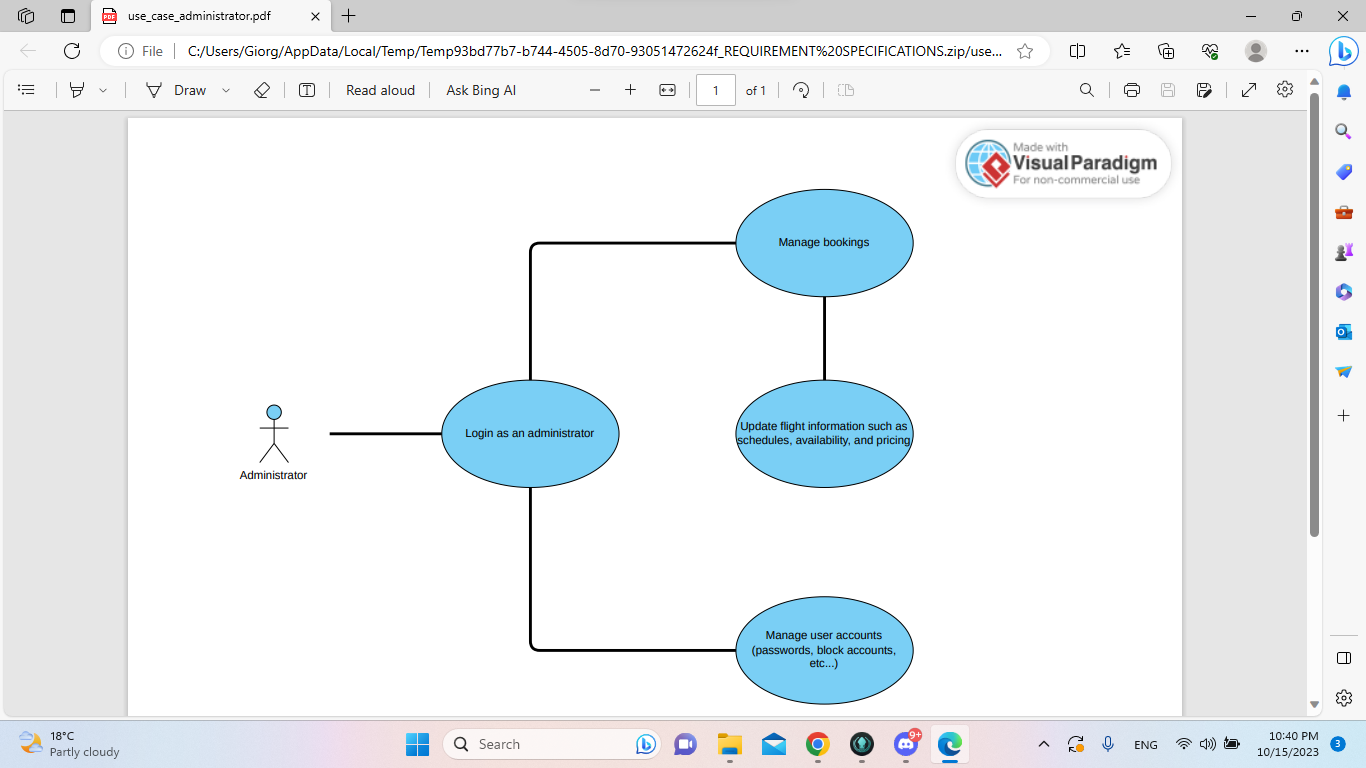 use_case_administrator.pdf
File
C:/Users/Giorg/AppData/Local/Temp/Temp93bd77b7-b744-4505-8d70-93051472624f_REQUIREMENT%20SPECIFICATIONS.zip/use...
Draw
Read aloud
Ask Bing AI
1
of 1
Made with
Visual Paradigm
For non-commercial use
Manage bookings
Login as an administrator
Update flight information such as
schedules, availability, and pricing
Administrator
Manage user accounts
(passwords, block accounts,
etc...)
18°C
Partly cloudy
Search
9+
ENG
10:40 PM
10/15/2023
3